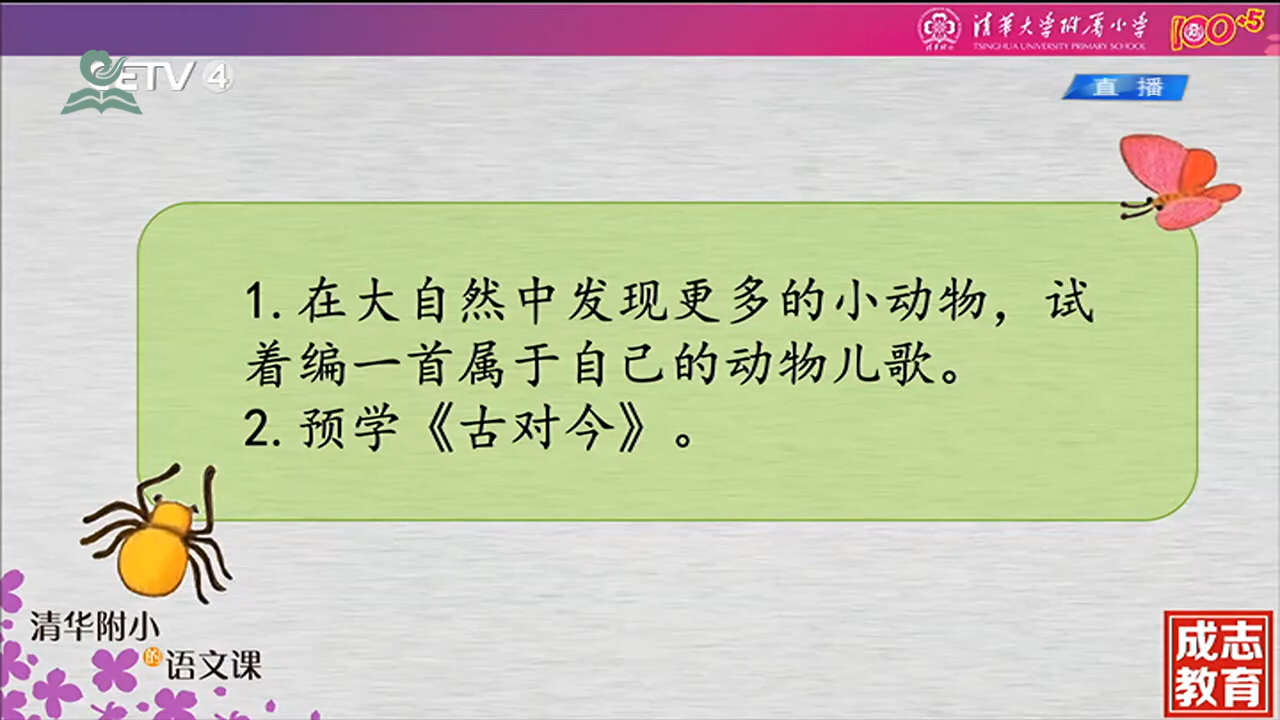 清华大学附属小学
TSINGHUA UNIVERSITY PRIMARY SCHOOL
100+5
CETV 4
直播
1.在大自然中发现更多的小动物，试
着编一首属于自己的动物儿歌。
2.预学《古对今》。
清华附小
的语文课
成志
教育